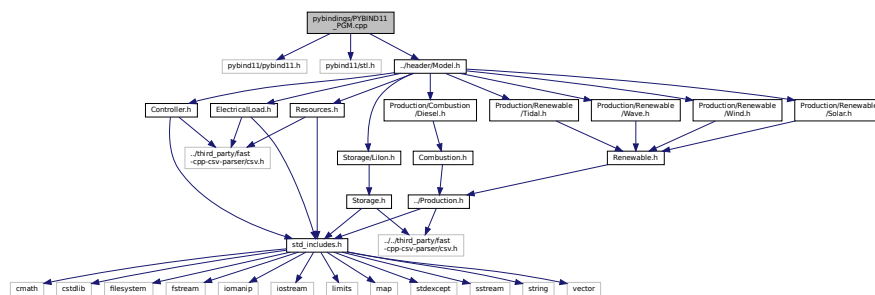 pybindings/PYBIND11
_PGM.cpp
pybind11/pybind11.h
pybind11/stl.h
../header/Model.h
Controller.h
ElectricalLoad.h
Resources.h
Production/Combustion
/Diesel.h
Production/Renewable
/Tidal.h
Production/Renewable
/Wave.h
Production/Renewable
/Wind.h
Production/Renewable
/Solar.h
../third_party/fast
-cpp-csv-parser/csv.h
Storage/LiIon.h
Combustion.h
Renewable.h
Storage.h
../Production.h
std_includes.h
../../third_party/fast
-cpp-csv-parser/csv.h
cmath
cstdlib
filesystem
fstream
iomanip
iostream
limits
map
stdexcept
sstream
string
vector